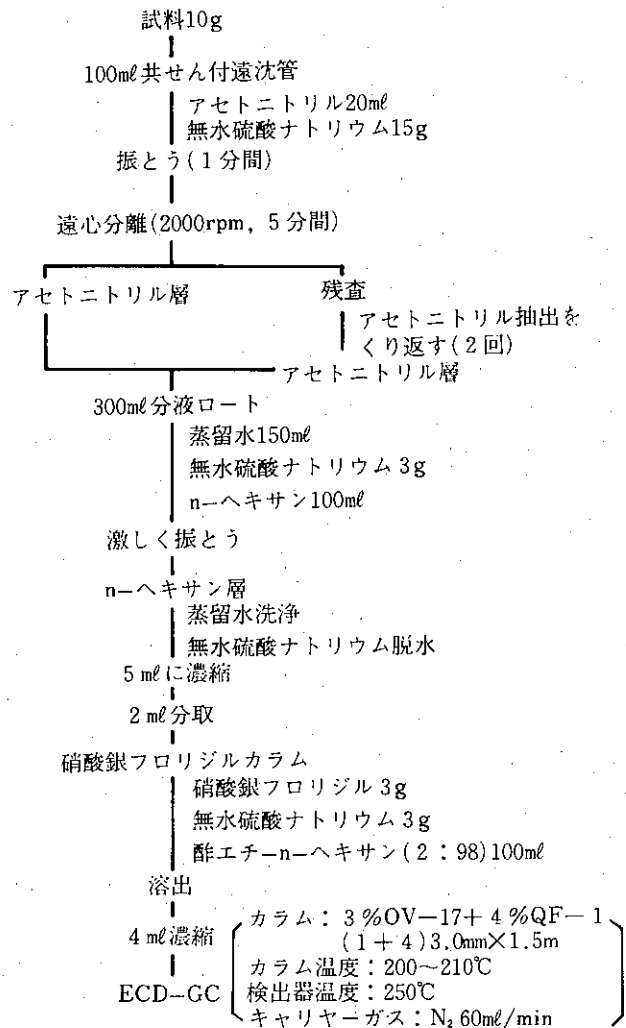 試料10g
100mℓ共せん付遠沈管
アセトニトリル20mℓ
無水硫酸ナトリウム15g
振とう(1分間)
遠心分離(2000rpm, 5分間)
アセトニトリル層
残査
アセトニトリル抽出を
くり返す(2回)
アセトニトリル層
300mℓ分液ロート
蒸留水150mℓ
無水硫酸ナトリウム3g
n−ヘキサン100mℓ
激しく振とう
n−ヘキサン層
蒸留水洗浄
無水硫酸ナトリウム脱水
5mℓに濃縮
2mℓ分取
硝酸銀フロリジルカラム
硝酸銀フロリジル3g
無水硫酸ナトリウム3g
酢エチ−n−ヘキサン(2：98)100mℓ
溶出
4mℓ濃縮
カラム：3%OV−17+4%QF−1
(1+4)3.0mm×1.5m
カラム温度：200〜210℃
ECD−GC
検出器温度：250℃
キャリヤーガス：N₂ 60mℓ/min